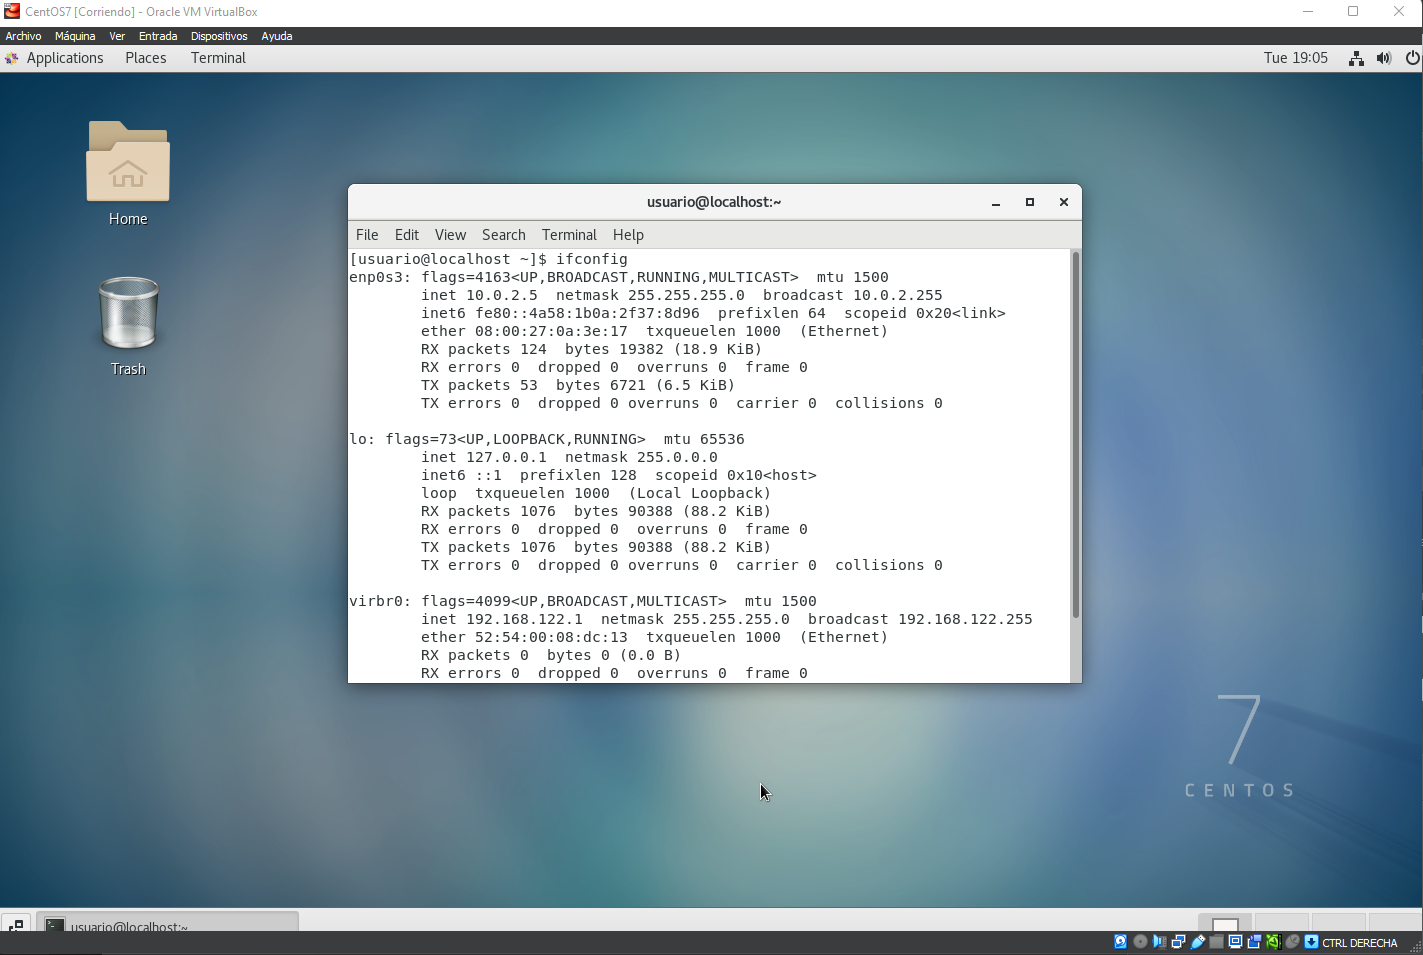 CentOS7 [Corriendo] - Oracle VM VirtualBox
Archivo Máquina Ver Entrada Dispositivos Ayuda
Applications Places Terminal Tue 19:05
Home
Trash
usuario@localhost:~
File Edit View Search Terminal Help
[usuario@localhost ~]$ ifconfig
enp0s3: flags=4163<UP,BROADCAST,RUNNING,MULTICAST>  mtu 1500
        inet 10.0.2.5  netmask 255.255.255.0  broadcast 10.0.2.255
        inet6 fe80::4a58:1b0a:2f37:8d96  prefixlen 64  scopeid 0x20<link>
        ether 08:00:27:0a:3e:17  txqueuelen 1000  (Ethernet)
        RX packets 124  bytes 19382 (18.9 KiB)
        RX errors 0  dropped 0  overruns 0  frame 0
        TX packets 53  bytes 6721 (6.5 KiB)
        TX errors 0  dropped 0 overruns 0  carrier 0  collisions 0
lo: flags=73<UP,LOOPBACK,RUNNING>  mtu 65536
        inet 127.0.0.1  netmask 255.0.0.0
        inet6 ::1  prefixlen 128  scopeid 0x10<host>
        loop  txqueuelen 1000  (Local Loopback)
        RX packets 1076  bytes 90388 (88.2 KiB)
        RX errors 0  dropped 0  overruns 0  frame 0
        TX packets 1076  bytes 90388 (88.2 KiB)
        TX errors 0  dropped 0 overruns 0  carrier 0  collisions 0
virbr0: flags=4099<UP,BROADCAST,MULTICAST>  mtu 1500
        inet 192.168.122.1  netmask 255.255.255.0  broadcast 192.168.122.255
        ether 52:54:00:08:dc:13  txqueuelen 1000  (Ethernet)
        RX packets 0  bytes 0 (0.0 B)
        RX errors 0  dropped 0  overruns 0  frame 0
7
CENTOS
usuario@localhost:~
CTRL DERECHA